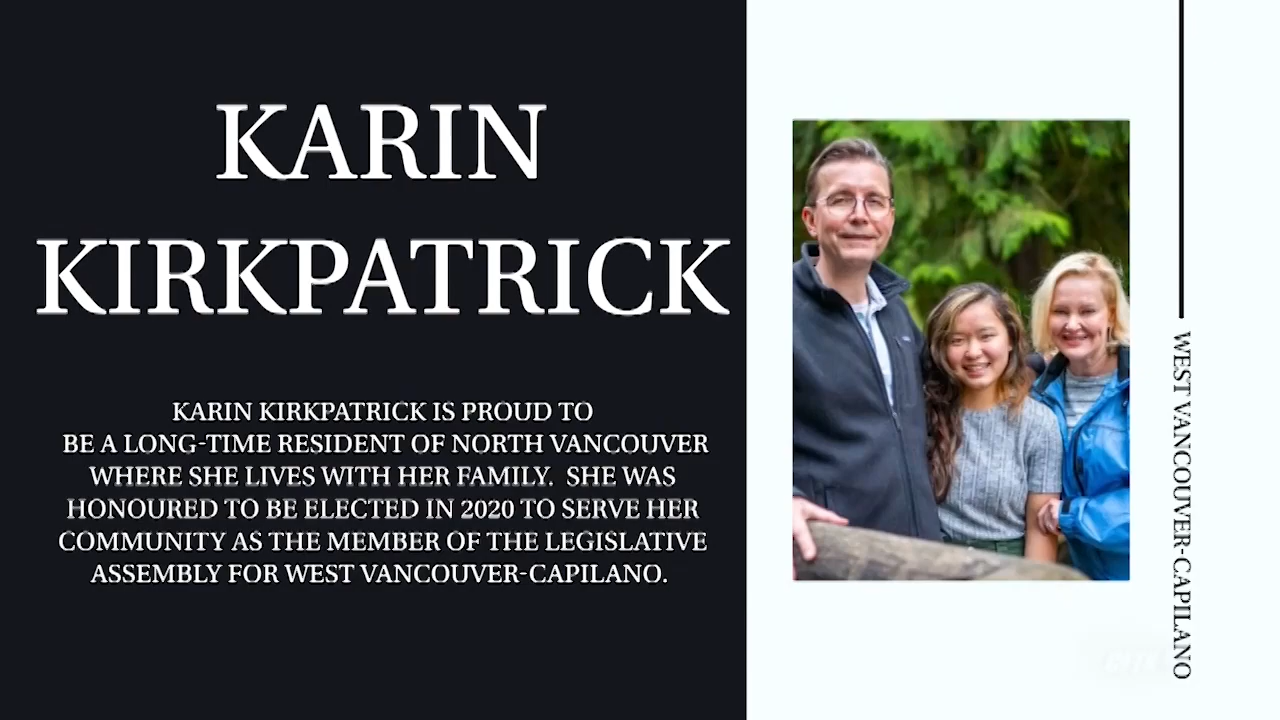 KARIN
KIRKPATRICK
KARIN KIRKPATRICK IS PROUD TO
BE A LONG-TIME RESIDENT OF NORTH VANCOUVER
WHERE SHE LIVES WITH HER FAMILY. SHE WAS
HONOURED TO BE ELECTED IN 2020 TO SERVE HER
COMMUNITY AS THE MEMBER OF THE LEGISLATIVE
ASSEMBLY FOR WEST VANCOUVER-CAPILANO.
WEST VANCOUVER-CAPILANO